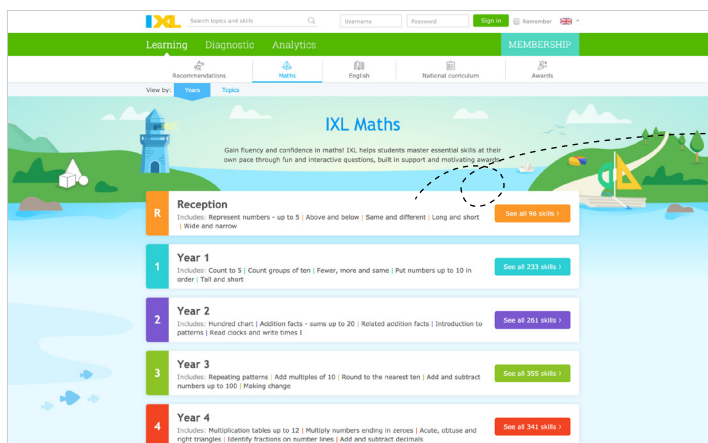 IXL
Search topics and skills
Username
Password
Sign in
Remember
Learning
Diagnostic
Analytics
MEMBERSHIP
Recommendations
Maths
English
National curriculum
Awards
View by:
Years
Topics
IXL Maths
Gain fluency and confidence in maths! IXL helps students master essential skills at their
own pace through fun and interactive questions, built in support and motivating awards.
R
Reception
Includes: Represent numbers - up to 5 | Above and below | Same and different | Long and short
| Wide and narrow
See all 96 skills ›
1
Year 1
Includes: Count to 5 | Count groups of ten | Fewer, more and same | Put numbers up to 10 in
order | Tall and short
See all 233 skills ›
2
Year 2
Includes: Hundred chart | Addition facts - sums up to 20 | Related addition facts | Introduction to
patterns | Read clocks and write times I
See all 261 skills ›
3
Year 3
Includes: Repeating patterns | Add multiples of 10 | Round to the nearest ten | Add and subtract
numbers up to 100 | Making change
See all 355 skills ›
4
Year 4
Includes: Multiplication tables up to 12 | Multiply numbers ending in zeroes | Acute, obtuse and
right triangles | Identify fractions on number lines | Add and subtract decimals
See all 341 skills ›